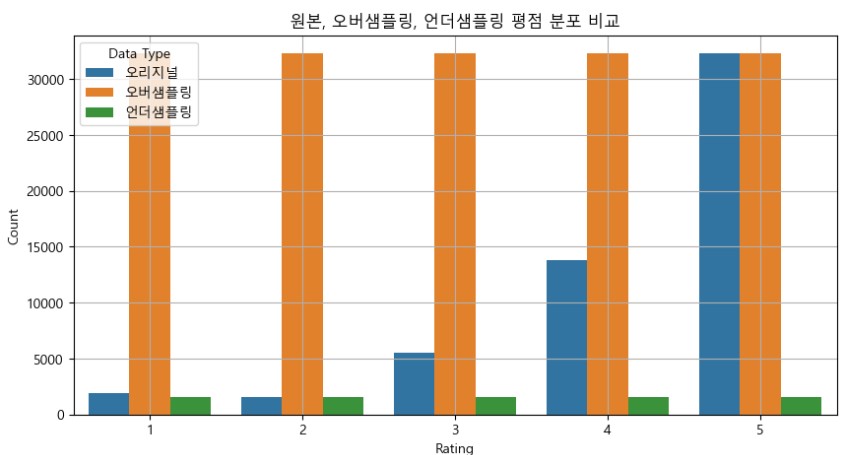 원본, 오버샘플링, 언더샘플링 평점 분포 비교
Data Type
오리지널
오버샘플링
언더샘플링
30000
25000
20000
15000
10000
5000
0
Count
1 2 3 4 5
Rating